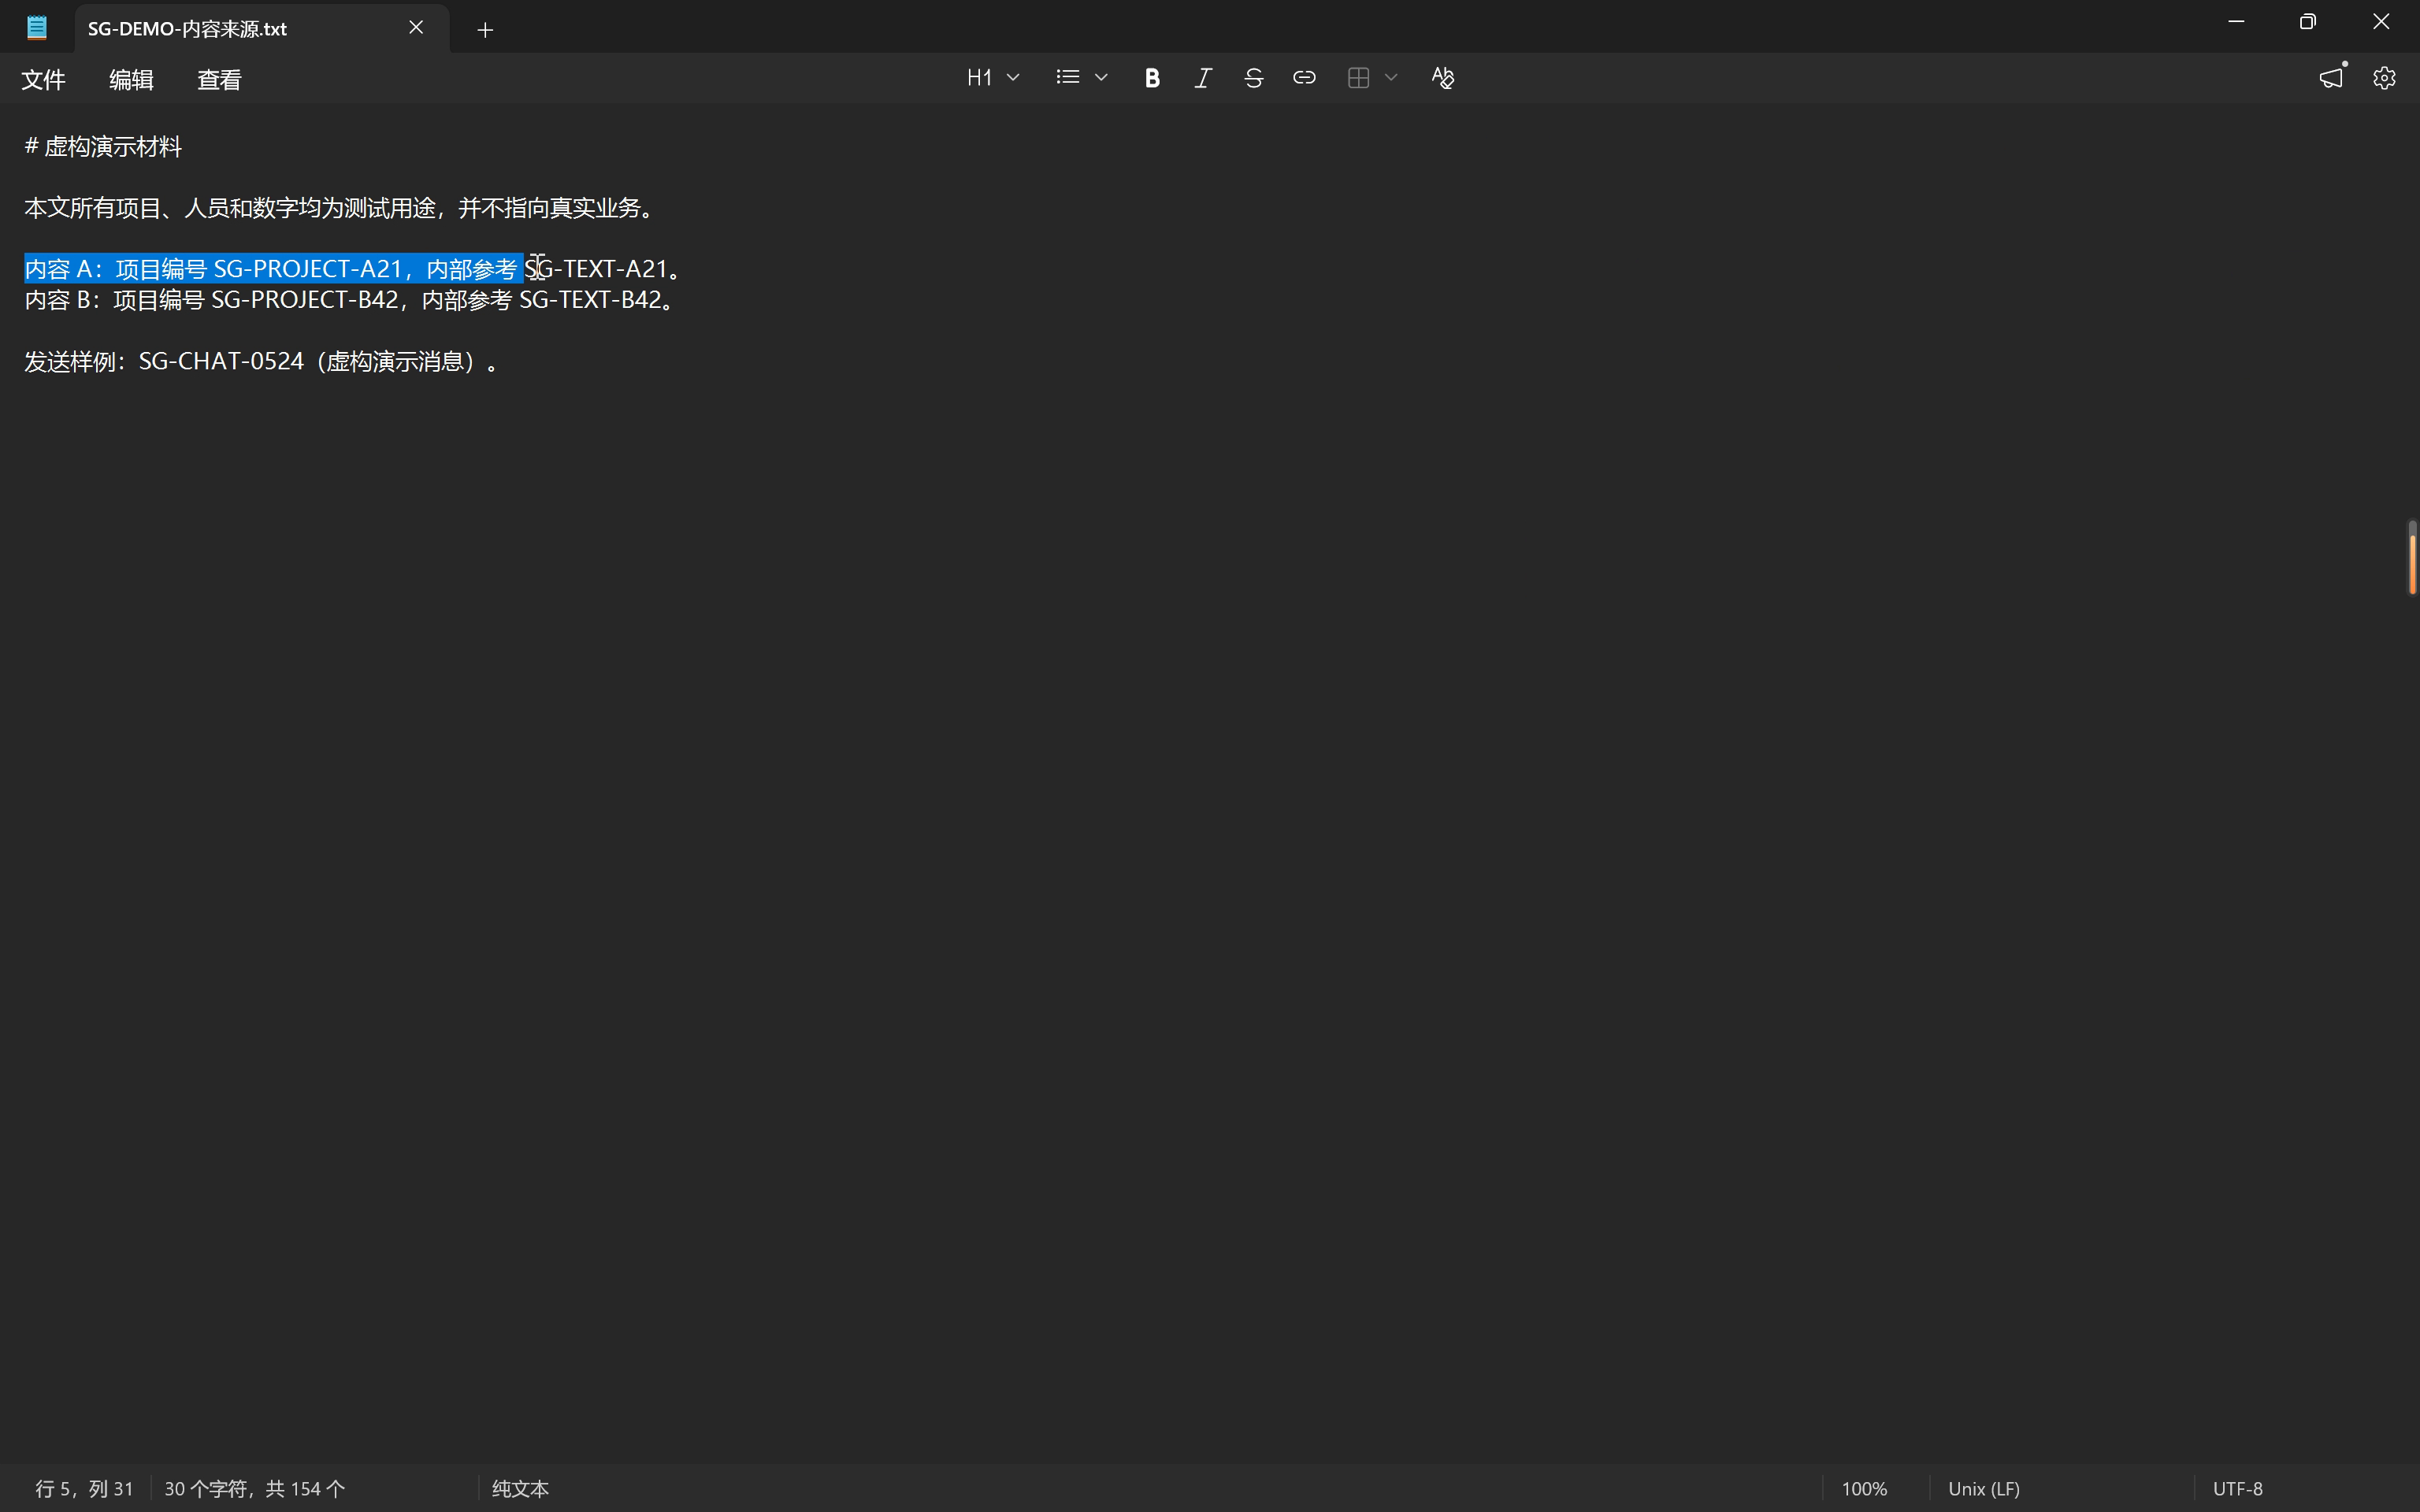 SG-DEMO-内容来源.txt
文件 编辑 查看 H1 B I S
# 虚构演示材料
本文所有项目、人员和数字均为测试用途，并不指向真实业务。
内容 A：项目编号 SG-PROJECT-A21，内部参考 SG-TEXT-A21。
内容 B：项目编号 SG-PROJECT-B42，内部参考 SG-TEXT-B42。
发送样例：SG-CHAT-0524（虚构演示消息）。
行 5，列 31 30 个字符，共 154 个 纯文本 100% Unix (LF) UTF-8